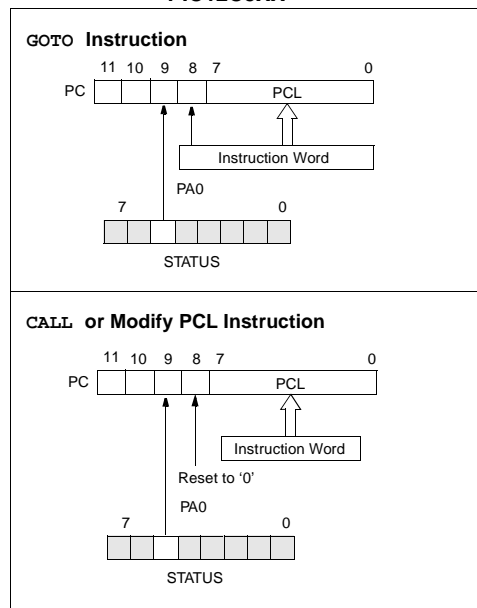 GOTO Instruction
11 10 9 8 7 0
PC PCL
Instruction Word
PA0
7 0
STATUS
CALL or Modify PCL Instruction
11 10 9 8 7 0
PC PCL
Instruction Word
Reset to ‘0’
PA0
7 0
STATUS